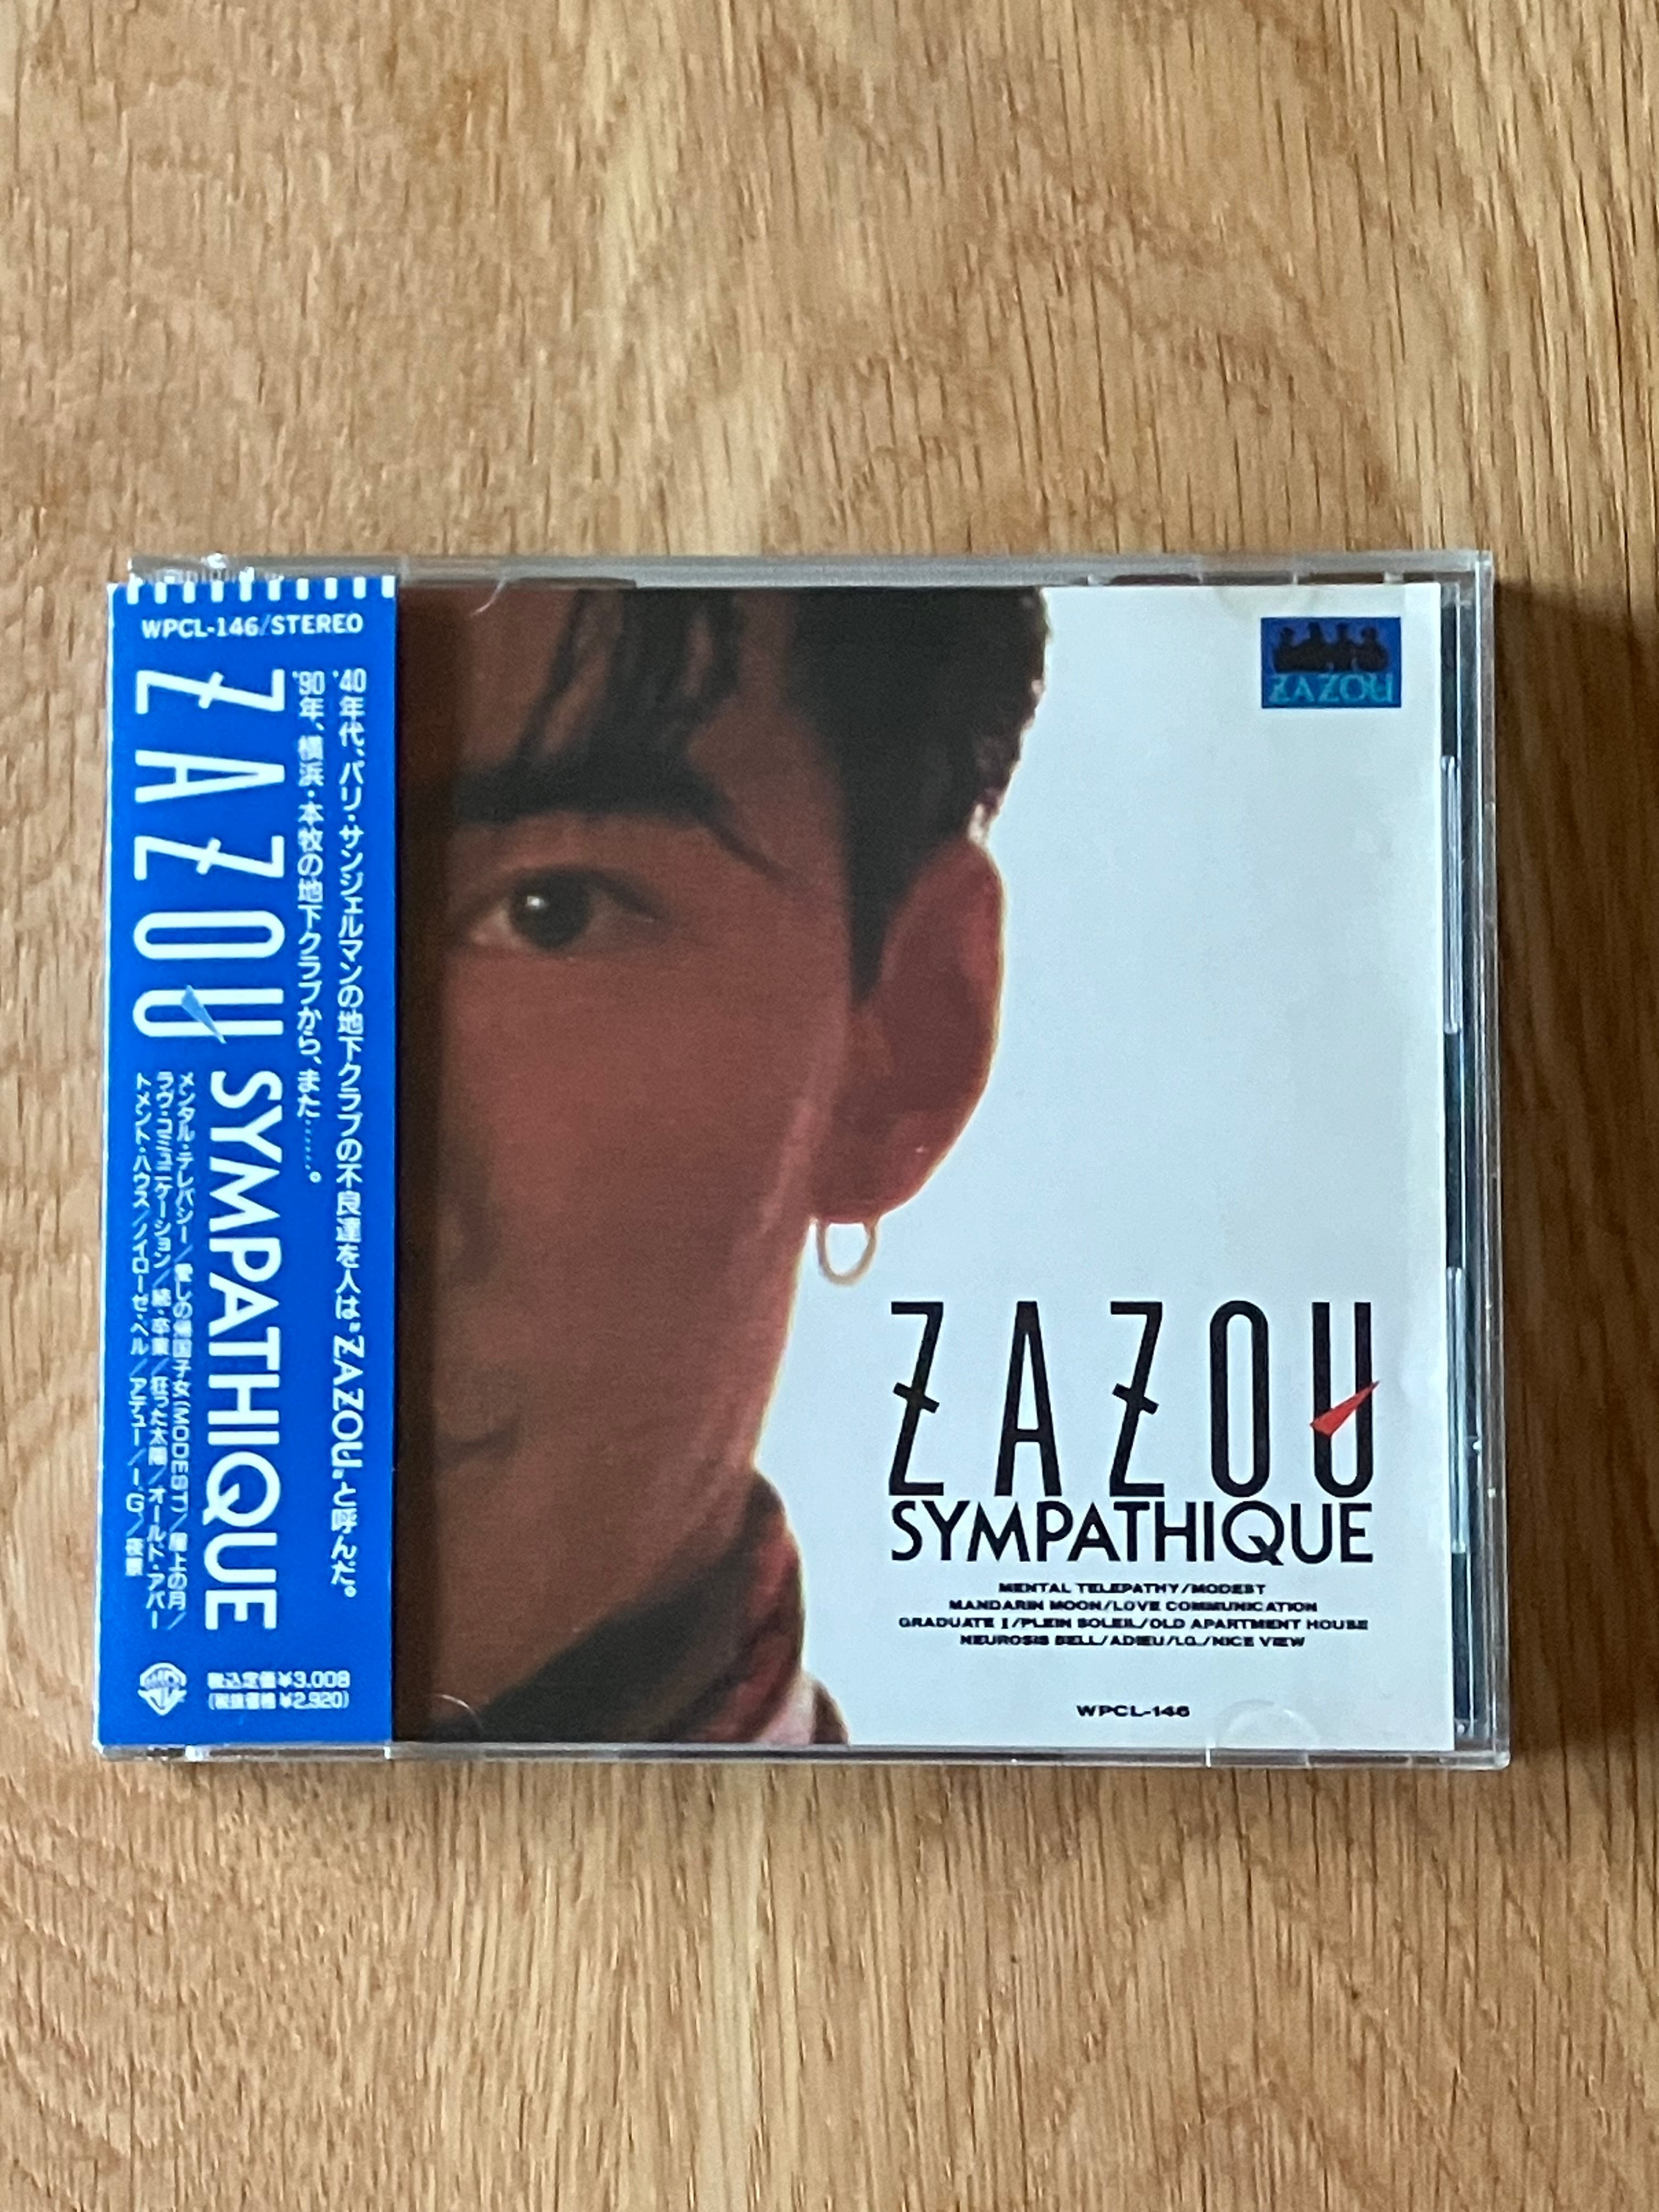 WPCL-146/STEREO
'40年代、パリ・サンジェルマンの地下クラブの不良達を人は“ZAZOU”と呼んだ。
'90年、横浜・本牧の地下クラブから、また……。
ZAZOU SYMPATHIQUE
メンタル・テレパシー/愛しの帰国子女(MODEST)/屋上の月/
ラヴ・コミュニケーション/続・卒業/狂った太陽/オールド・アパー
トメント・ハウス/ノイローゼ・ベル/アデュー/I.G./夜景
税込定価¥3,008
(税抜価格 ¥2,920)
ZAZOU
ZAZOU
SYMPATHIQUE
MENTAL TELEPATHY/MODEST
MANDARIN MOON/LOVE COMMUNICATION
GRADUATE II/PLEIN SOLEIL/OLD APARTMENT HOUSE
NEUROSIS BELL/ADIEU/I.G./NICE VIEW
WPCL-146